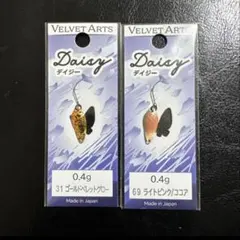 VELVET ARTS
Daisy
デイジー
0.4g
31 ゴールドペレットグロー
Made in Japan
VELVET ARTS
Daisy
デイジー
0.4g
69 ライトピンク/ココア
Made in Japan